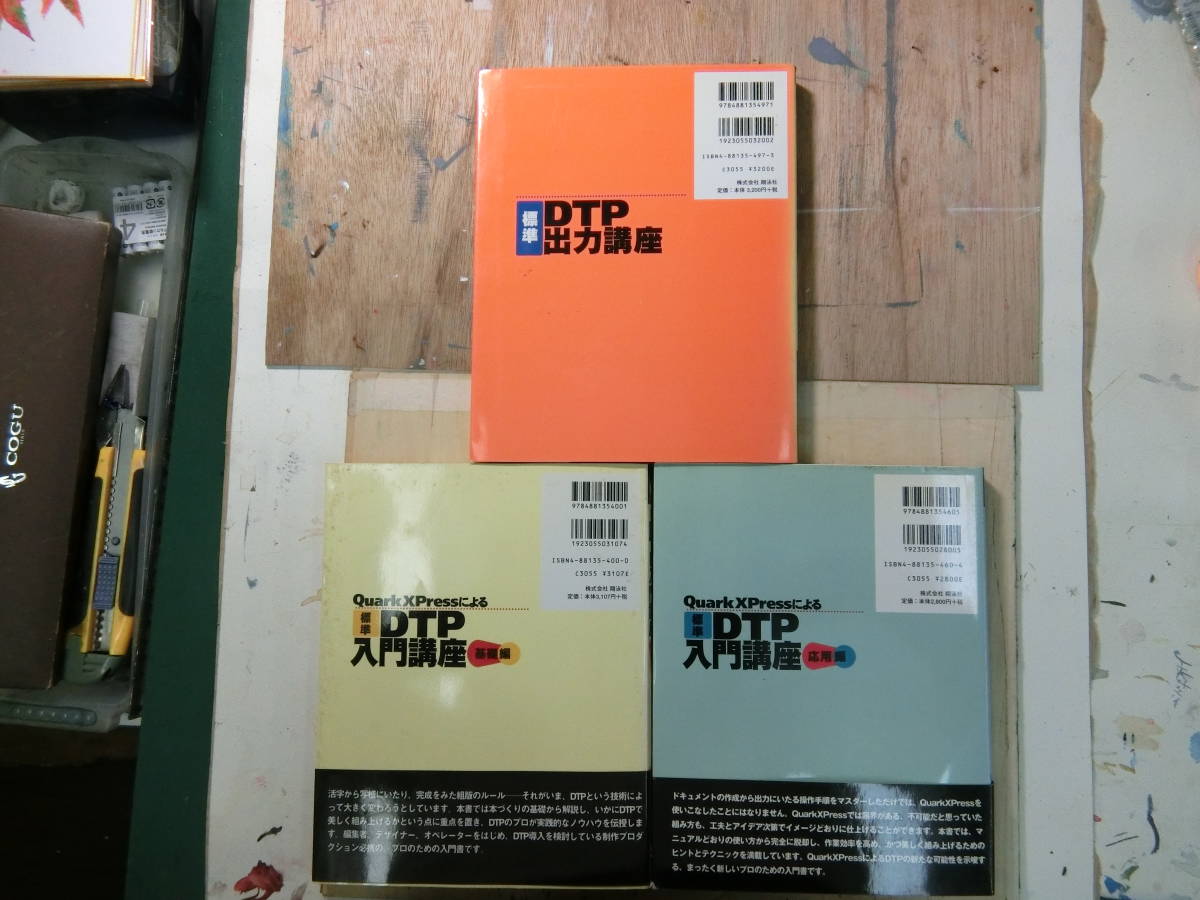 9784881354971
1923055032002
ISBN4-88135-497-3
C3055 ¥3200E
株式会社 翔泳社
定価:本体 3,200円+税
標準
DTP
出力講座
4
COGU
9784881354001
1923055031074
ISBN4-88135-400-0
C3055 ¥3107E
株式会社 翔泳社
定価:本体3,107円+税
QuarkXPressによる
標準
DTP
入門講座
基礎編
活字から写植にいたり、完成をみた組版のルール──それがいま、DTPという技術によ
って大きく変わろうとしています。本書では本づくりの基礎から解説し、いかにDTPで
美しく組み上げるかという点に重点を置き、DTPのプロが実践的なノウハウを伝授しま
す。編集者、デザイナー、オペレーターをはじめ、DTP導入を検討している制作プロダ
クション必携の、プロのための入門書です。
9784881354605
1923055028005
ISBN4-88135-460-4
C3055 ¥2800E
株式会社 翔泳社
定価:本体2,800円+税
QuarkXPressによる
標準
DTP
入門講座
応用編
ドキュメントの作成から出力にいたる操作手順をマスターしただけでは、QuarkXPressを
使いこなしたことにはなりません。QuarkXPressでは限界がある、不可能だと思っていた
組み方も、工夫とアイデア次第でイメージどおりに仕上げることができます。本書では、マ
ニュアルどおりの使い方から完全に脱却し、作業効率を高め、かつ美しく組み上げるための
ヒントとテクニックを満載しています。QuarkXPressによるDTPの新たな可能性を示唆す
る、まったく新しいプロのための入門書です。